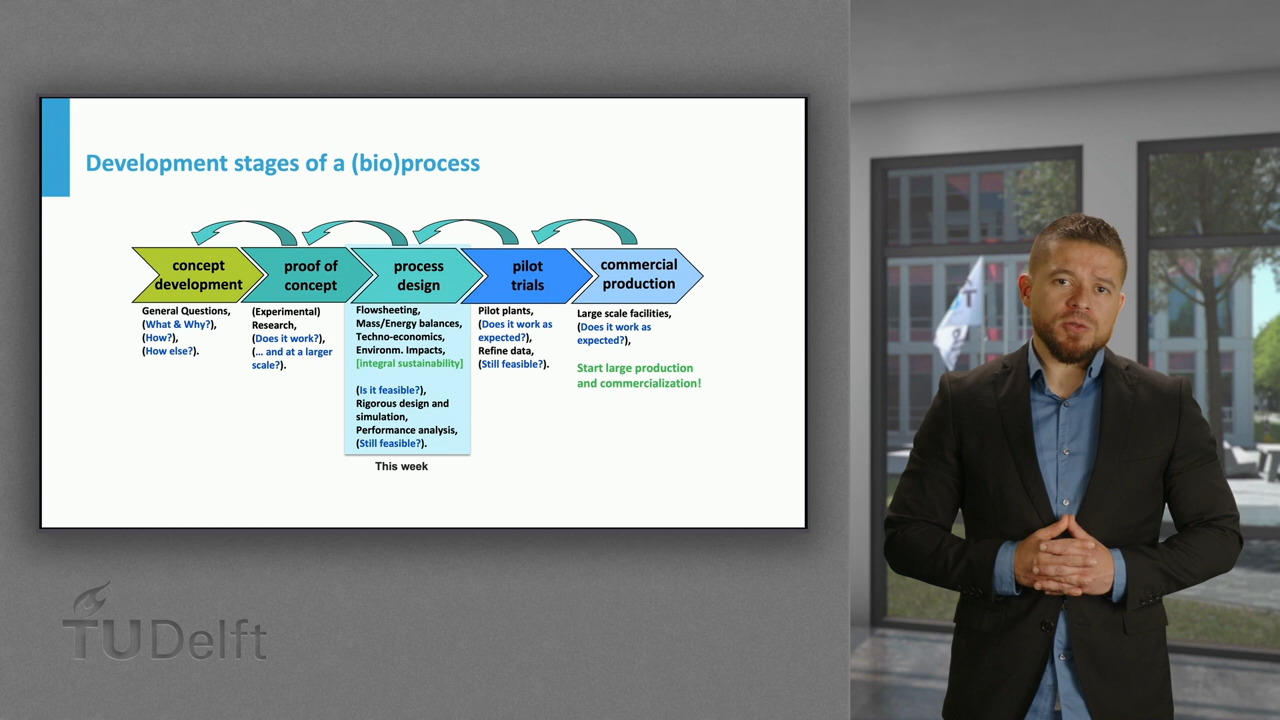 Development stages of a (bio)process
concept
development
proof of
concept
process
design
pilot
trials
commercial
production
General Questions,
(What & Why?),
(How?),
(How else?).
(Experimental)
Research,
(Does it work?),
(... and at a larger
scale?).
Flowsheeting,
Mass/Energy balances,
Techno-economics,
Environm. Impacts,
[integral sustainability]
(Is it feasible?),
Rigorous design and
simulation,
Performance analysis,
(Still feasible?).
This week
Pilot plants,
(Does it work as
expected?),
Refine data,
(Still feasible?).
Large scale facilities,
(Does it work as
expected?),
Start large production
and commercialization!
TUDelft